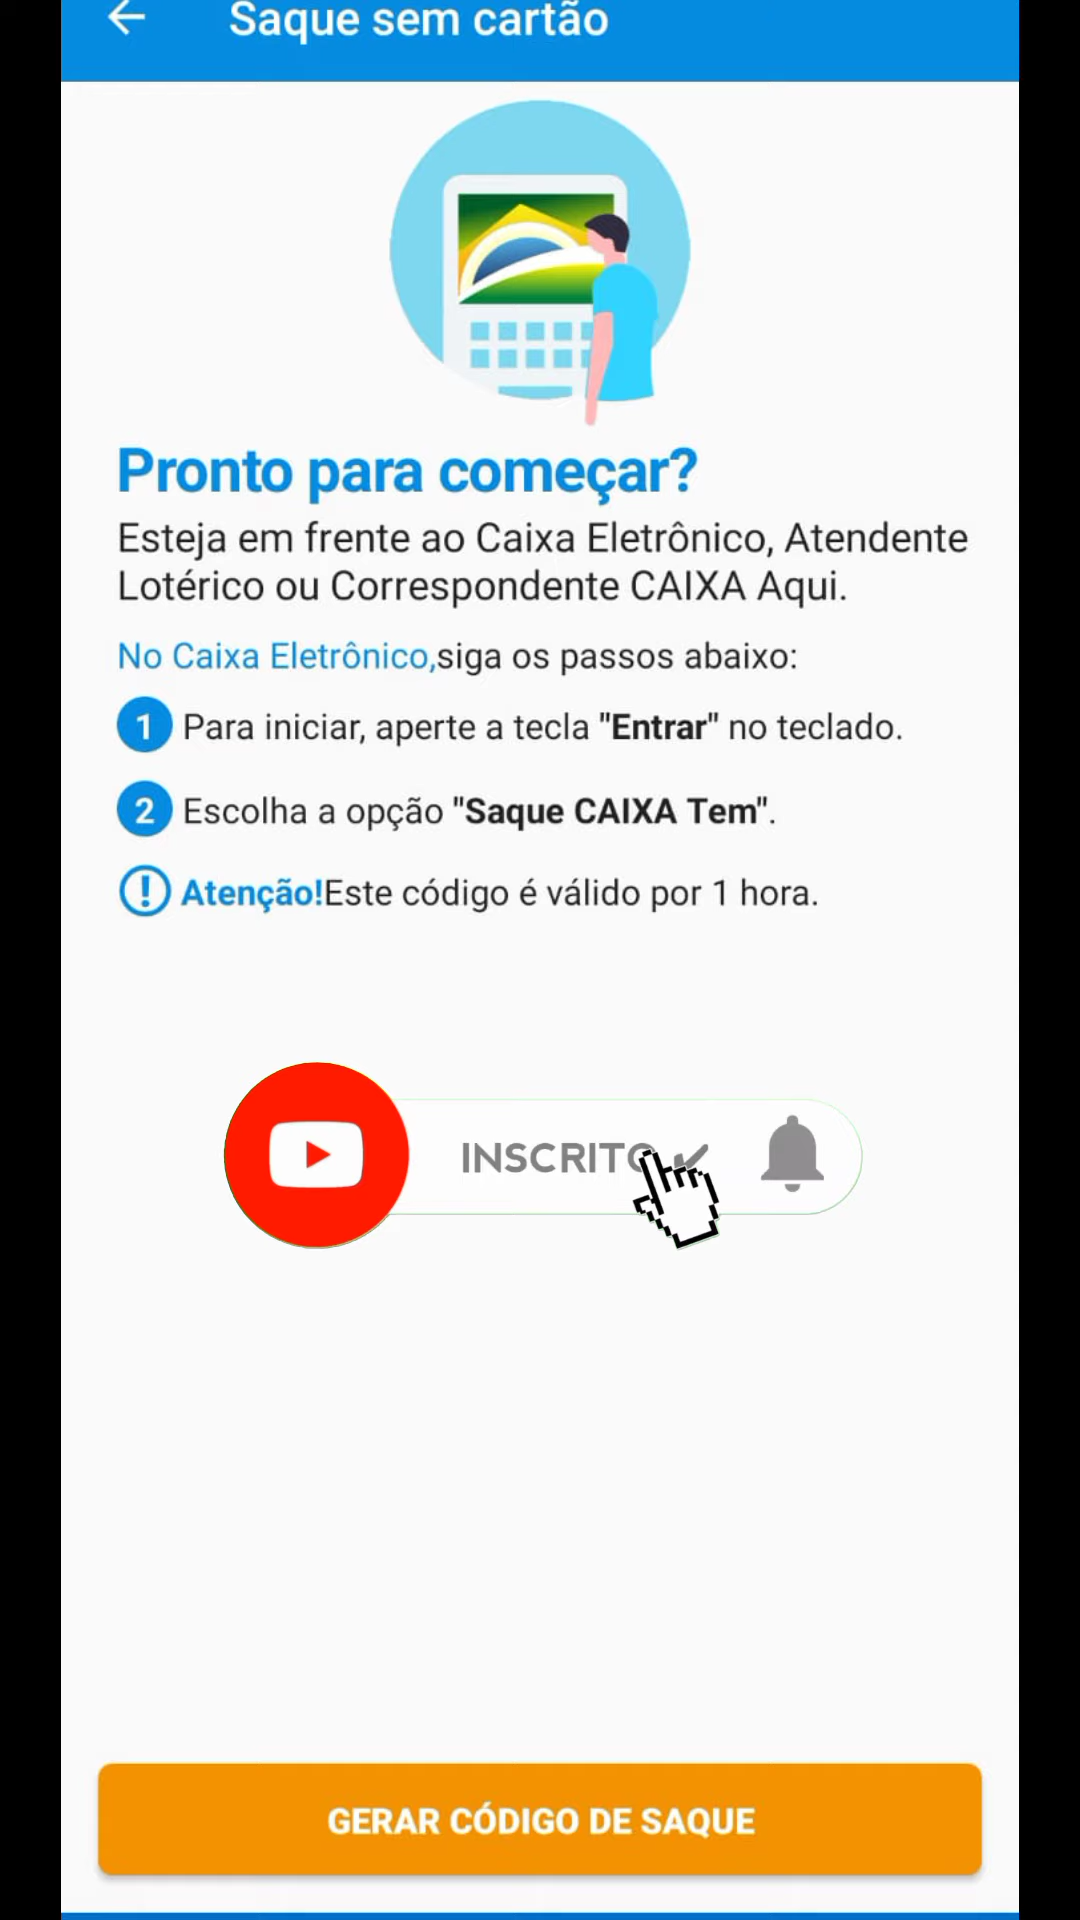 Saque sem cartão
Pronto para começar?
Esteja em frente ao Caixa Eletrônico, Atendente
Lotérico ou Correspondente CAIXA Aqui.
No Caixa Eletrônico,siga os passos abaixo:
1 Para iniciar, aperte a tecla "Entrar" no teclado.
2 Escolha a opção "Saque CAIXA Tem".
! Atenção!Este código é válido por 1 hora.
INSCRITO
GERAR CÓDIGO DE SAQUE